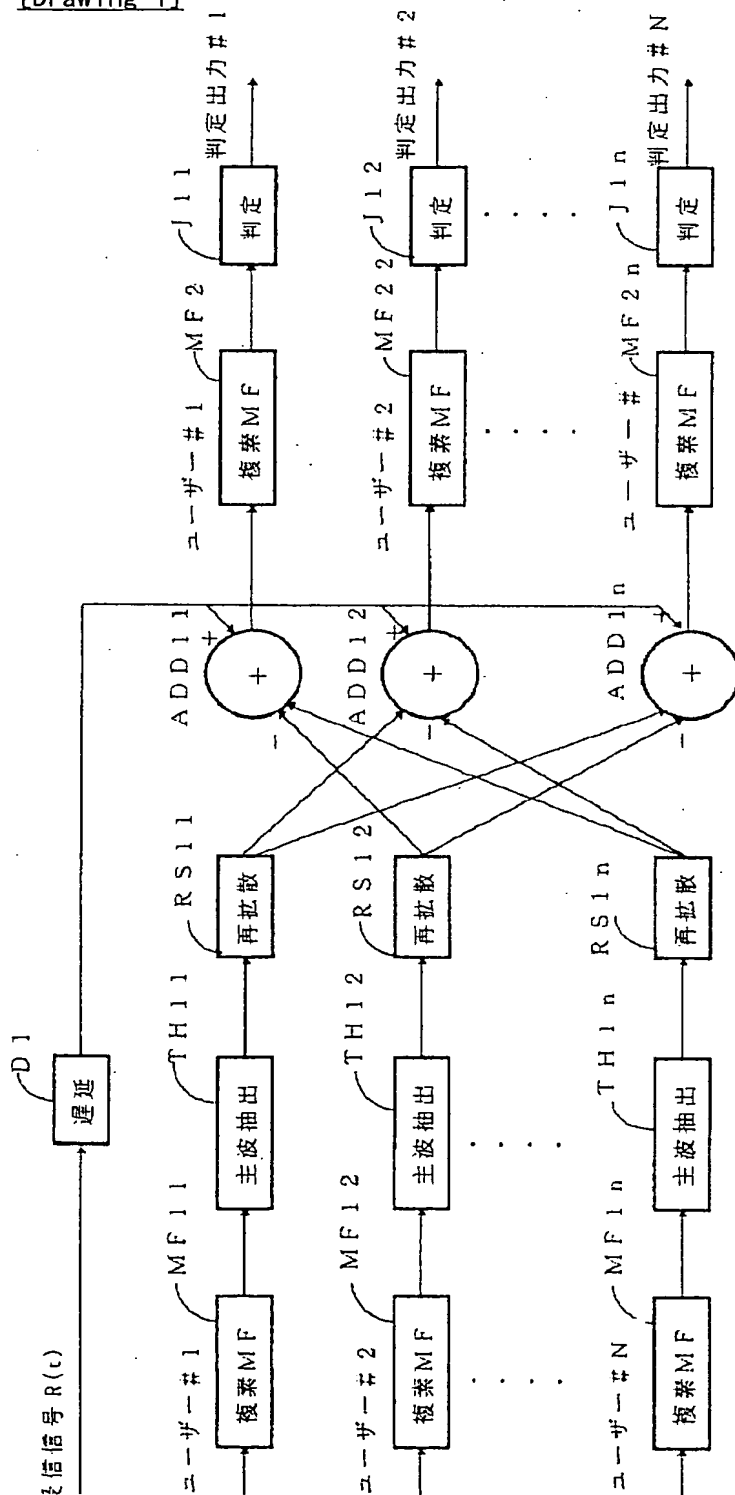 [Drawing 1]
信信号R(t)
D1
遅延
ユーザー#1
MF11
複素MF
TH11
主波抽出
RS11
再拡散
ADD11
+
+
-
ユーザー#1
MF2
複素MF
J11
判定
判定出力#1
ユーザー#2
MF12
複素MF
TH12
主波抽出
RS12
再拡散
ADD12
+
+
-
ユーザー#2
MF22
複素MF
J12
判定
判定出力#2
ユーザー#N
MF1n
複素MF
TH1n
主波抽出
RS1n
再拡散
ADD1n
+
+
-
ユーザー#
MF2n
複素MF
J1n
判定
判定出力#N